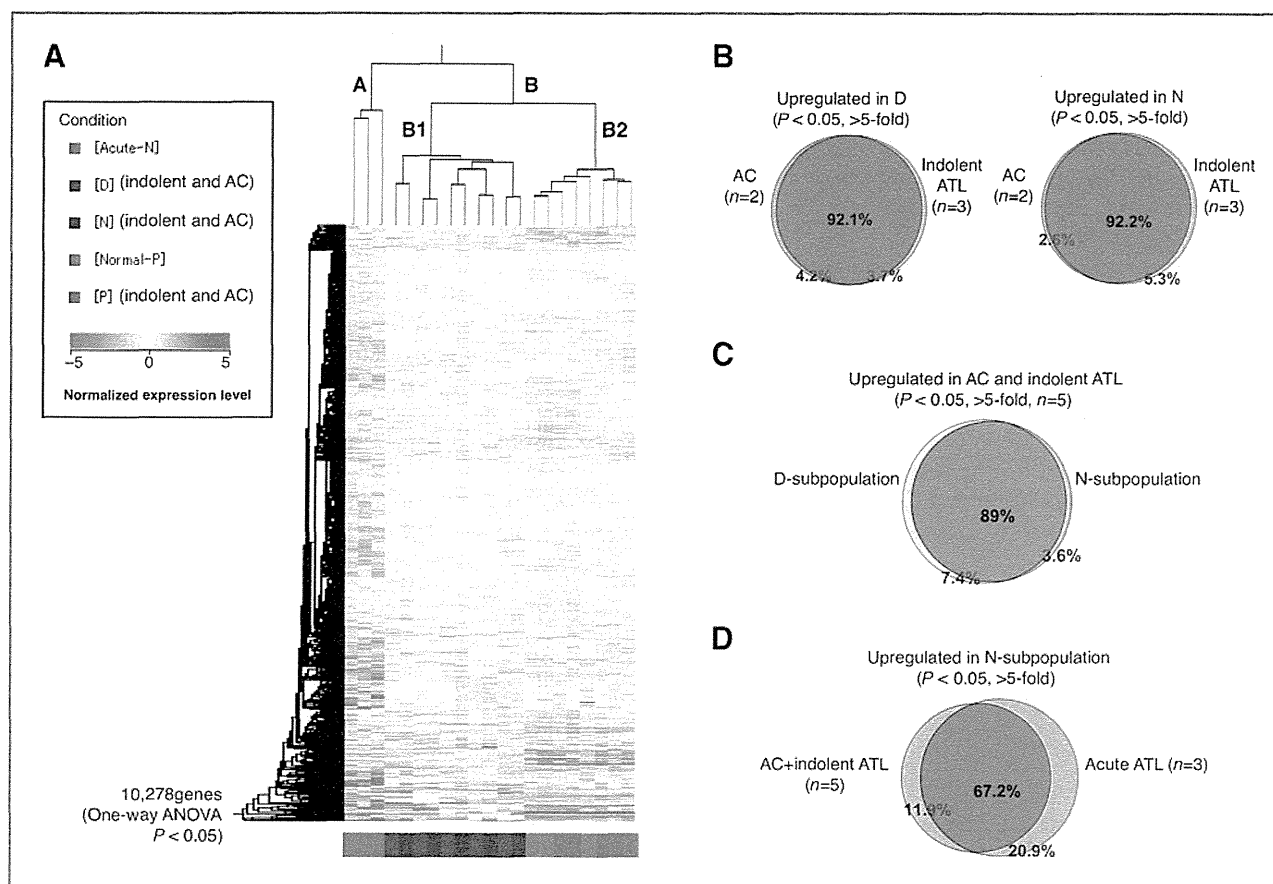 A
Condition
[Acute-N]
[D] (indolent and AC)
[N] (indolent and AC)
[Normal-P]
[P] (indolent and AC)
−5 0 5
Normalized expression level
A
B
B1
B2
10,278genes
(One-way ANOVA
P < 0.05)
B
Upregulated in D
(P < 0.05, >5-fold)
AC
(n=2)
Indolent
ATL
(n=3)
92.1%
4.2%
3.7%
Upregulated in N
(P < 0.05, >5-fold)
AC
(n=2)
Indolent
ATL
(n=3)
92.2%
5.3%
C
Upregulated in AC and indolent ATL
(P < 0.05, >5-fold, n=5)
D-subpopulation
N-subpopulation
89%
3.6%
7.4%
D
Upregulated in N-subpopulation
(P < 0.05, >5-fold)
AC+indolent ATL
(n=5)
Acute ATL (n=3)
67.2%
11.9%
20.9%